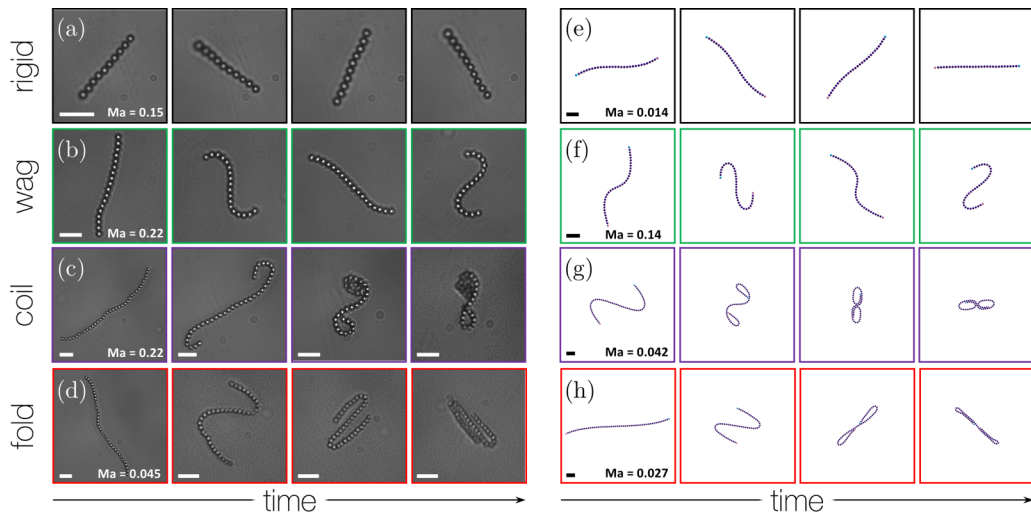 rigid
(a)
Ma = 0.15
(e)
Ma = 0.014
wag
(b)
Ma = 0.22
(f)
Ma = 0.14
coil
(c)
Ma = 0.22
(g)
Ma = 0.042
fold
(d)
Ma = 0.045
(h)
Ma = 0.027
time
time